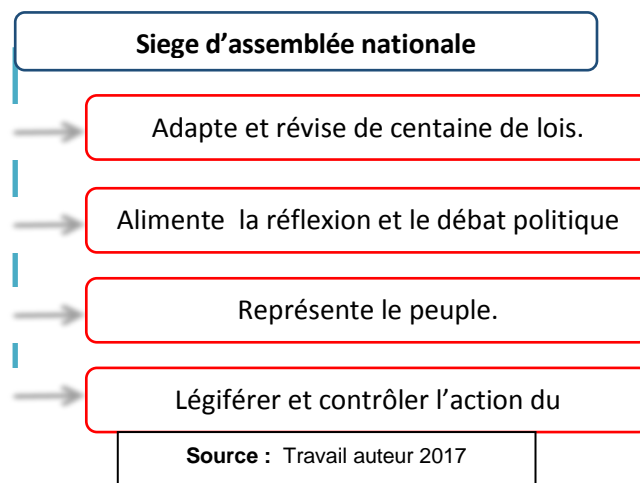 Siege d’assemblée nationale
Adapte et révise de centaine de lois.
Alimente la réflexion et le débat politique
Représente le peuple.
Légiférer et contrôler l’action du
Source : Travail auteur 2017